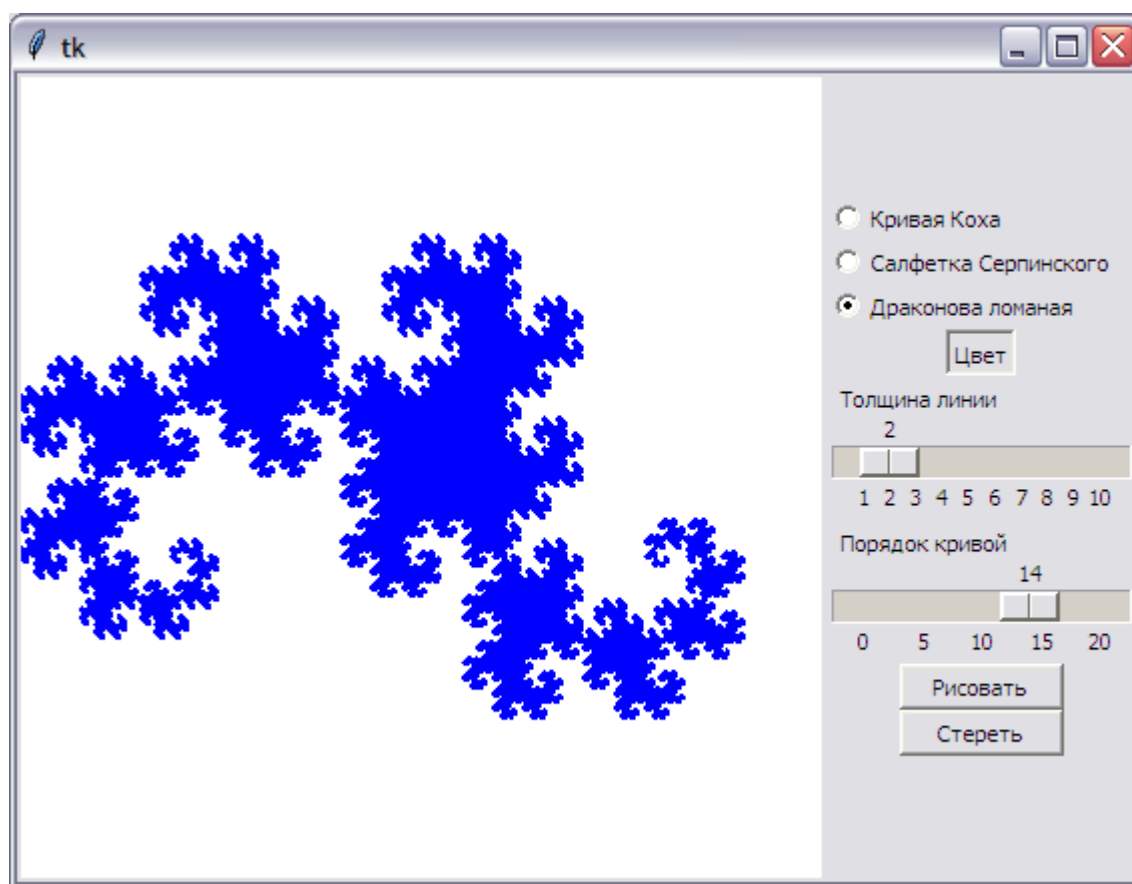 tk
Кривая Коха
Салфетка Серпинского
Драконова ломаная
Цвет
Толщина линии
2
1 2 3 4 5 6 7 8 9 10
Порядок кривой
14
0 5 10 15 20
Рисовать
Стереть